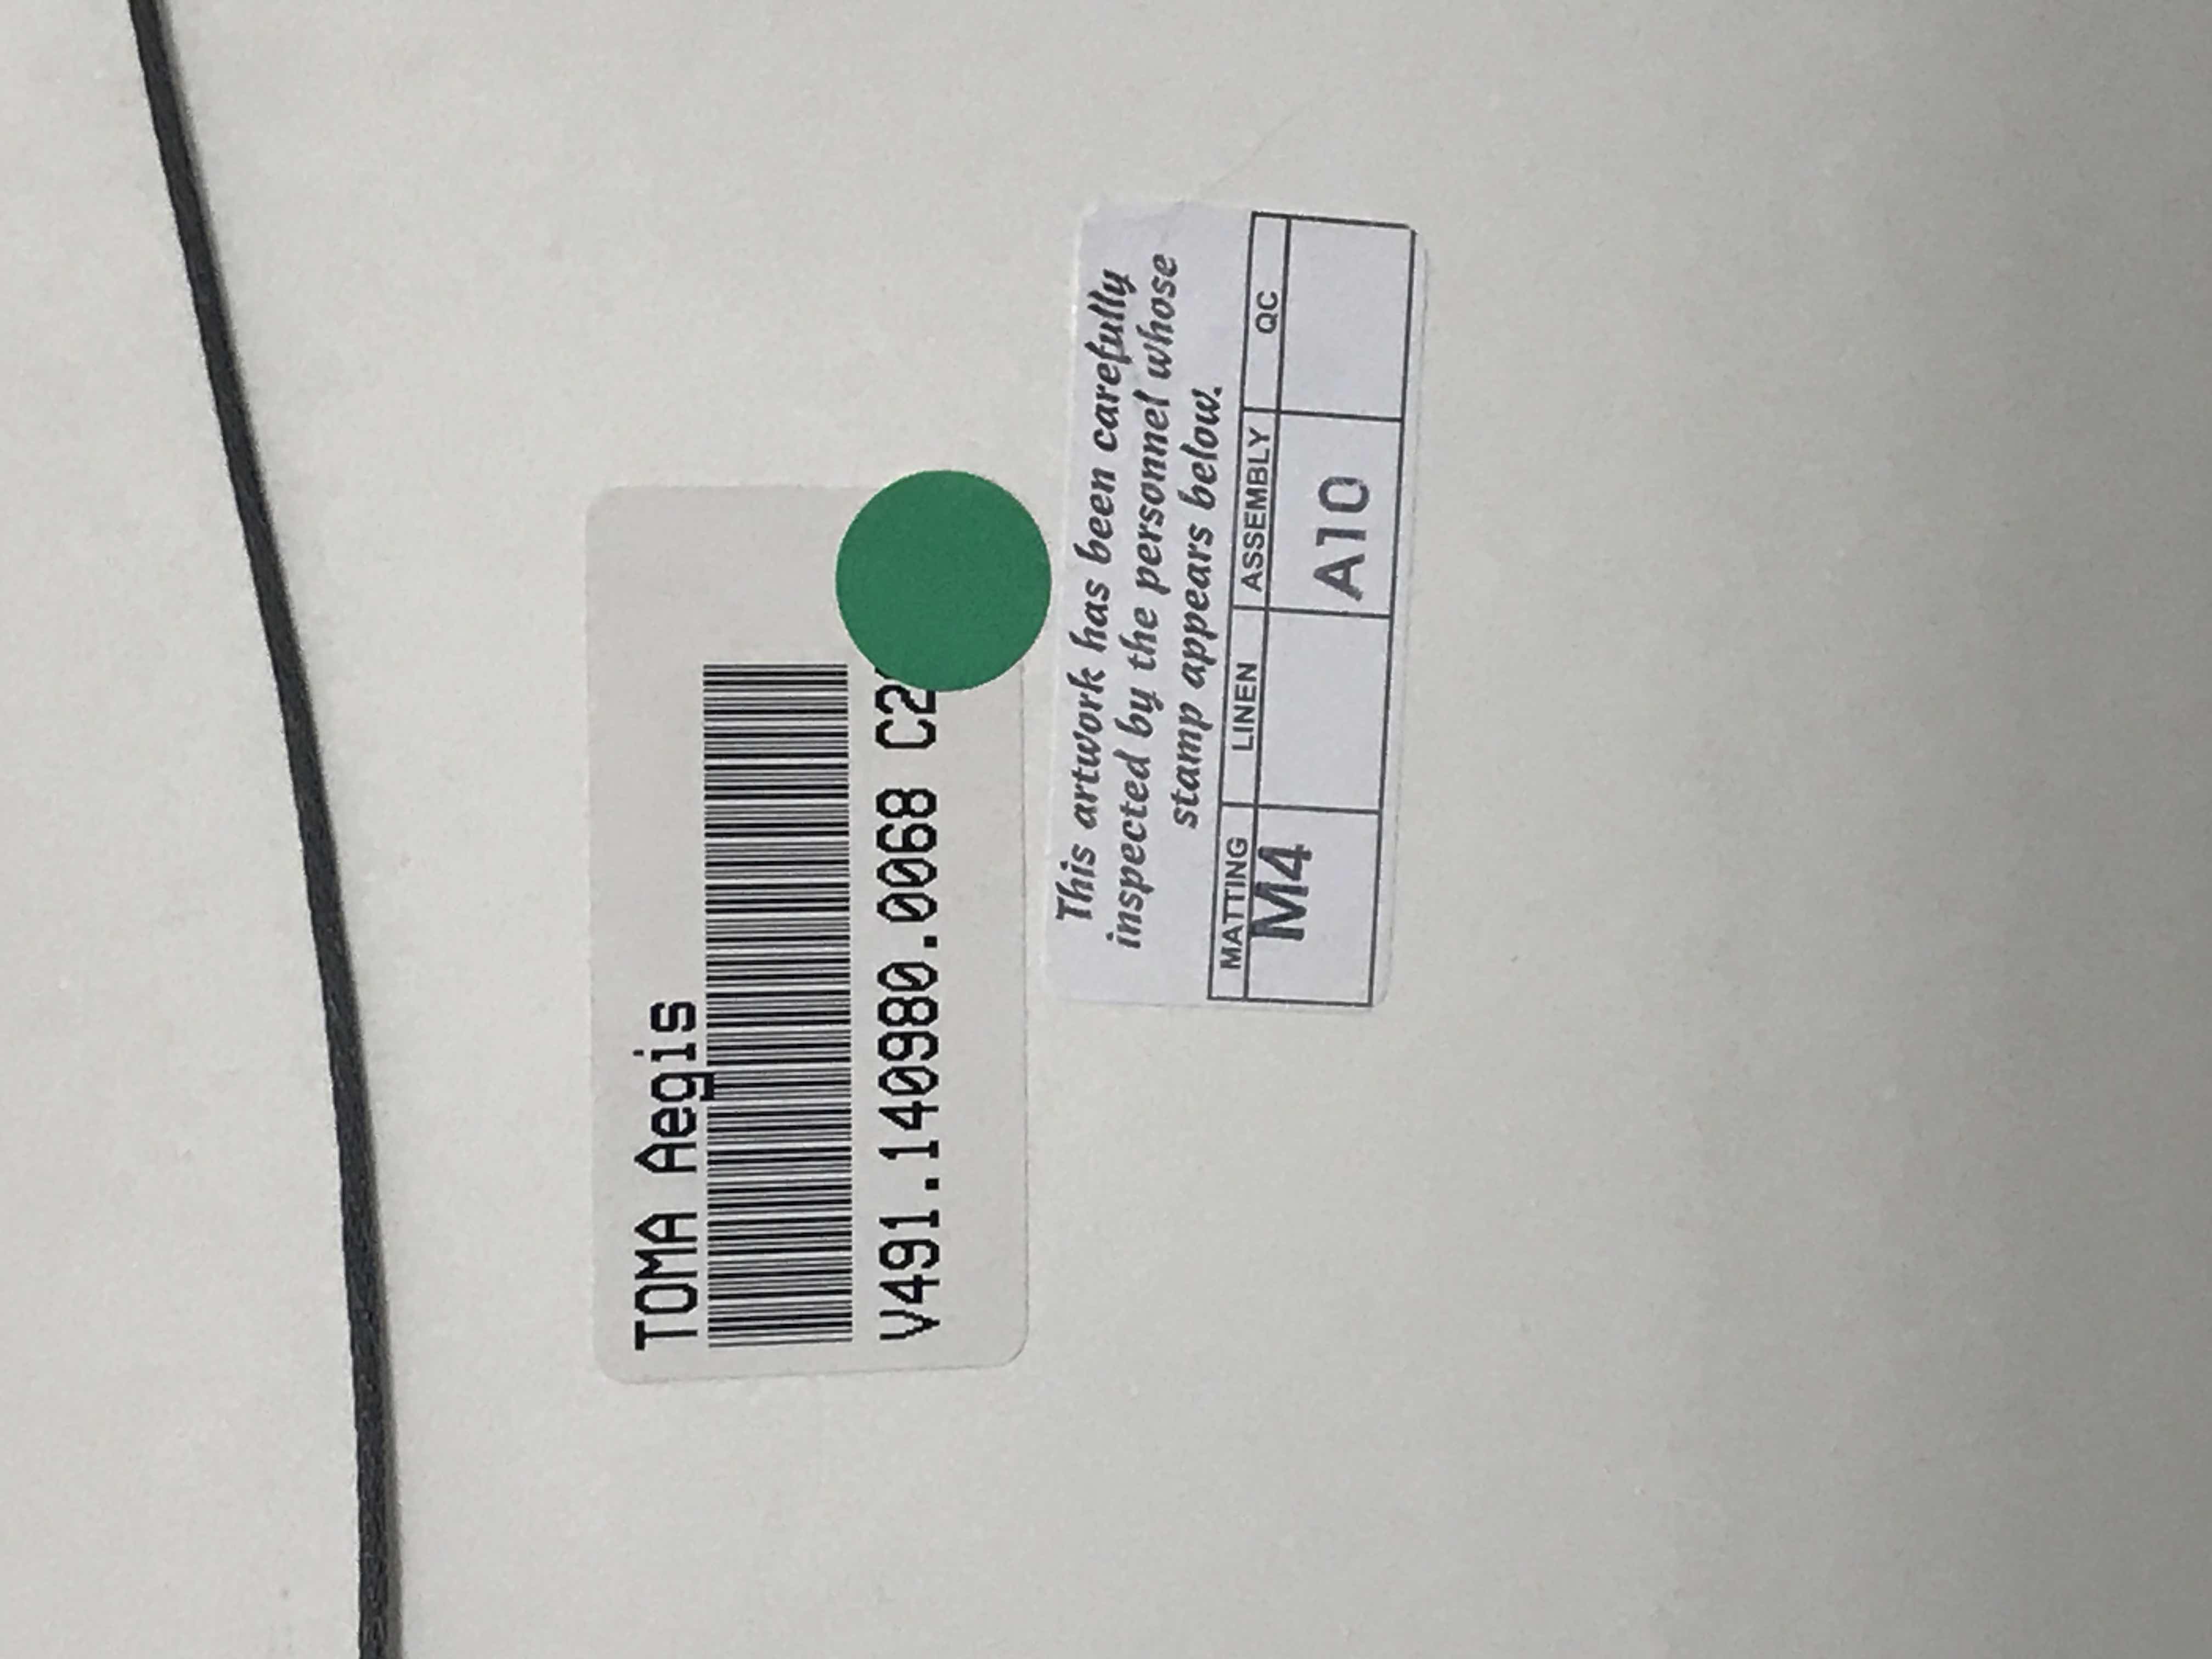 TOMA Aegis
V491.140980.0068 C2
This artwork has been carefully
inspected by the personnel whose
stamp appears below.
MATTING LINEN ASSEMBLY QC
M4 A10